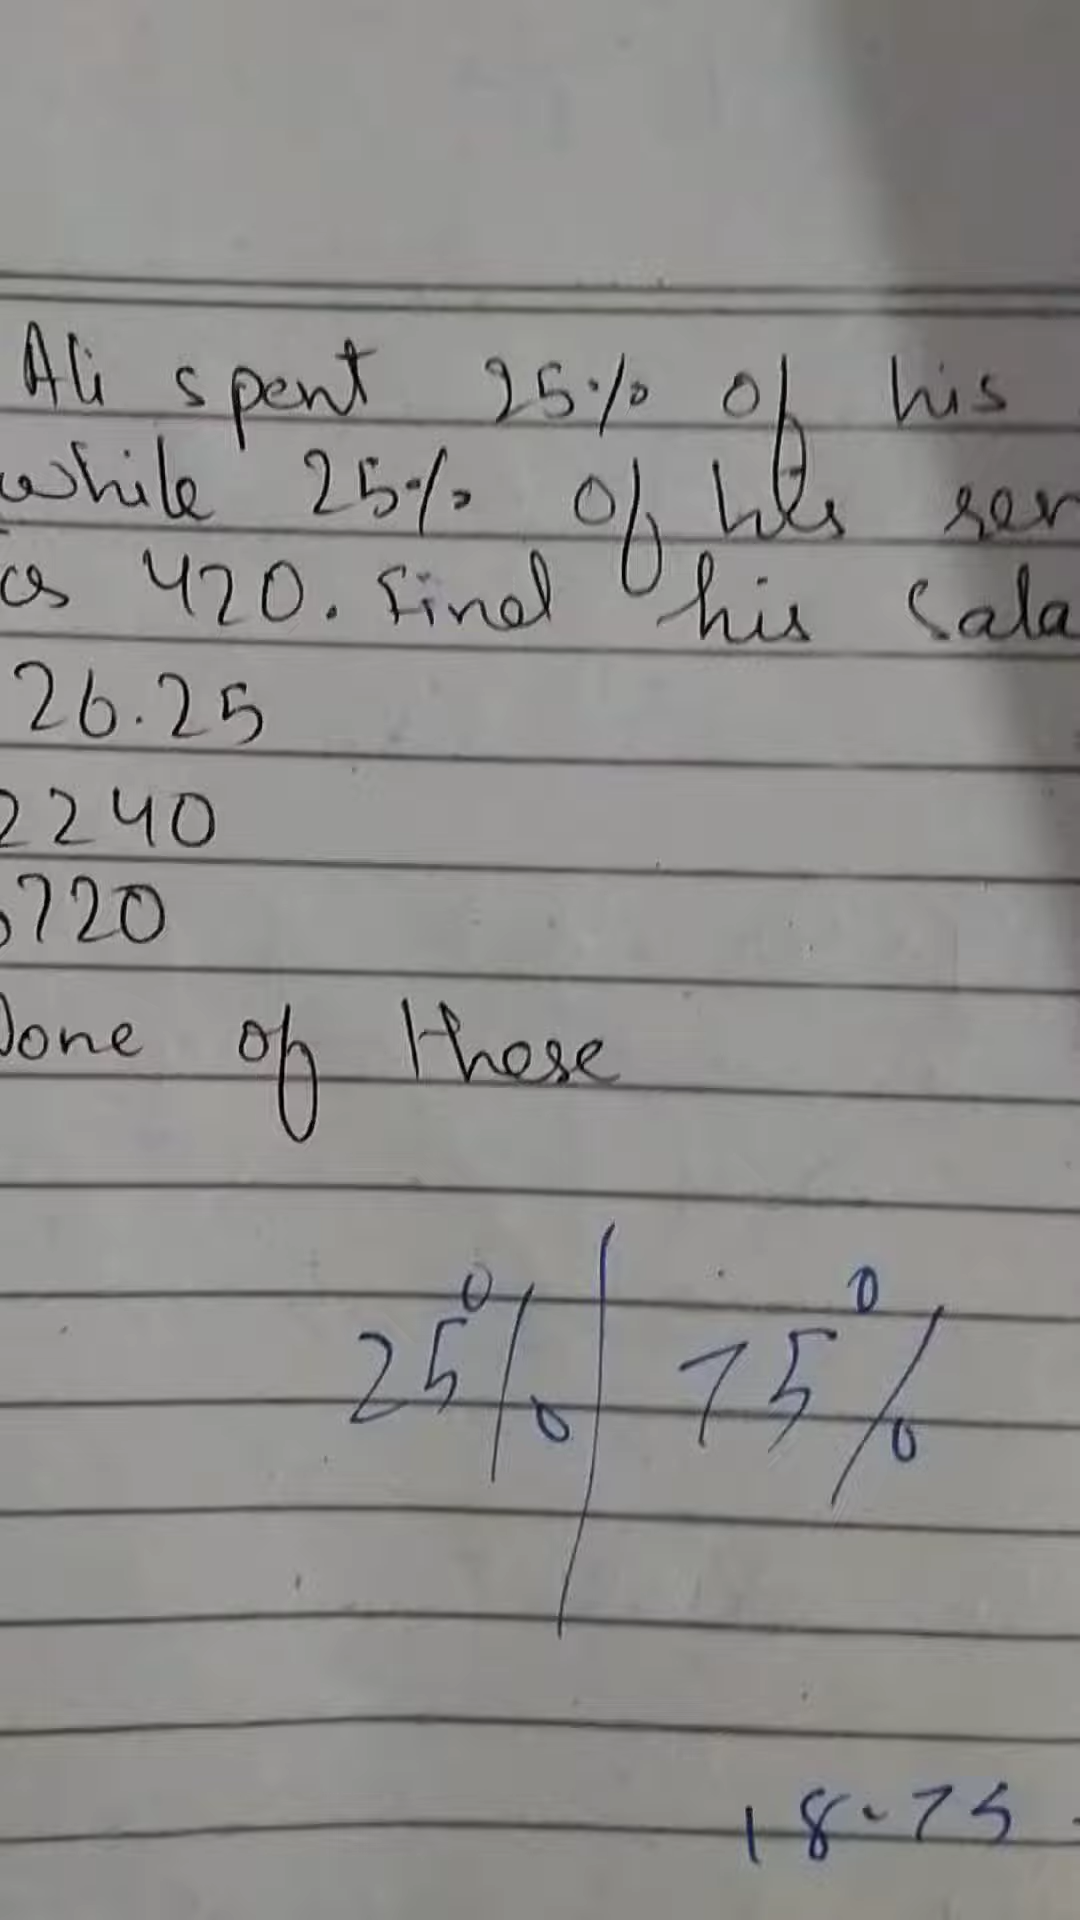 Ali spent 25% of his
while 25% of his
420. Find his Sala
26.25
2240
720
of these
25% 75%
18.75